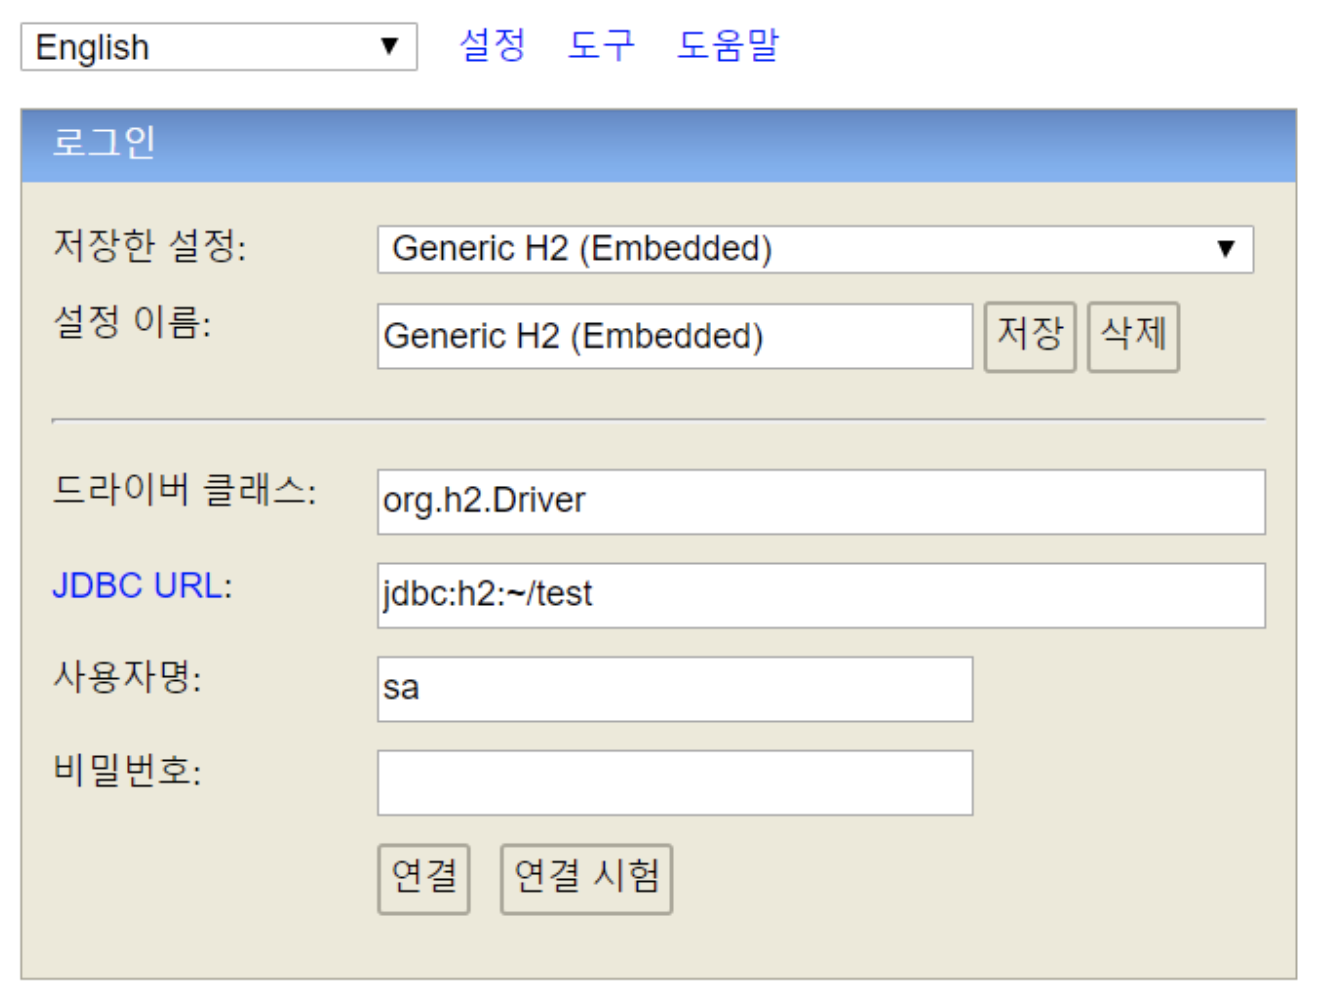 English 설정 도구 도움말
로그인
저장한 설정: Generic H2 (Embedded)
설정 이름: Generic H2 (Embedded) 저장 삭제
드라이버 클래스: org.h2.Driver
JDBC URL: jdbc:h2:~/test
사용자명: sa
비밀번호:
연결 연결 시험